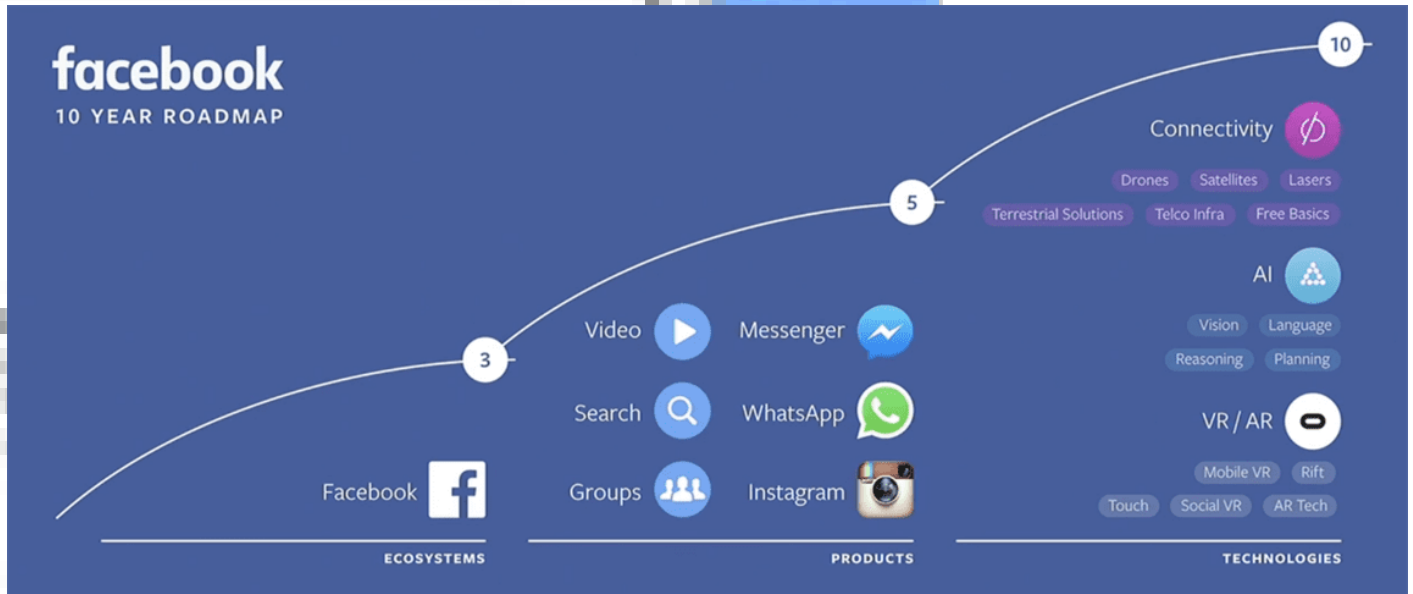 facebook
10 YEAR ROADMAP
3
5
10
Facebook
ECOSYSTEMS
Video
Messenger
Search
WhatsApp
Groups
Instagram
PRODUCTS
Connectivity
Drones Satellites Lasers
Terrestrial Solutions Telco Infra Free Basics
AI
Vision Language
Reasoning Planning
VR / AR
Mobile VR Rift
Touch Social VR AR Tech
TECHNOLOGIES